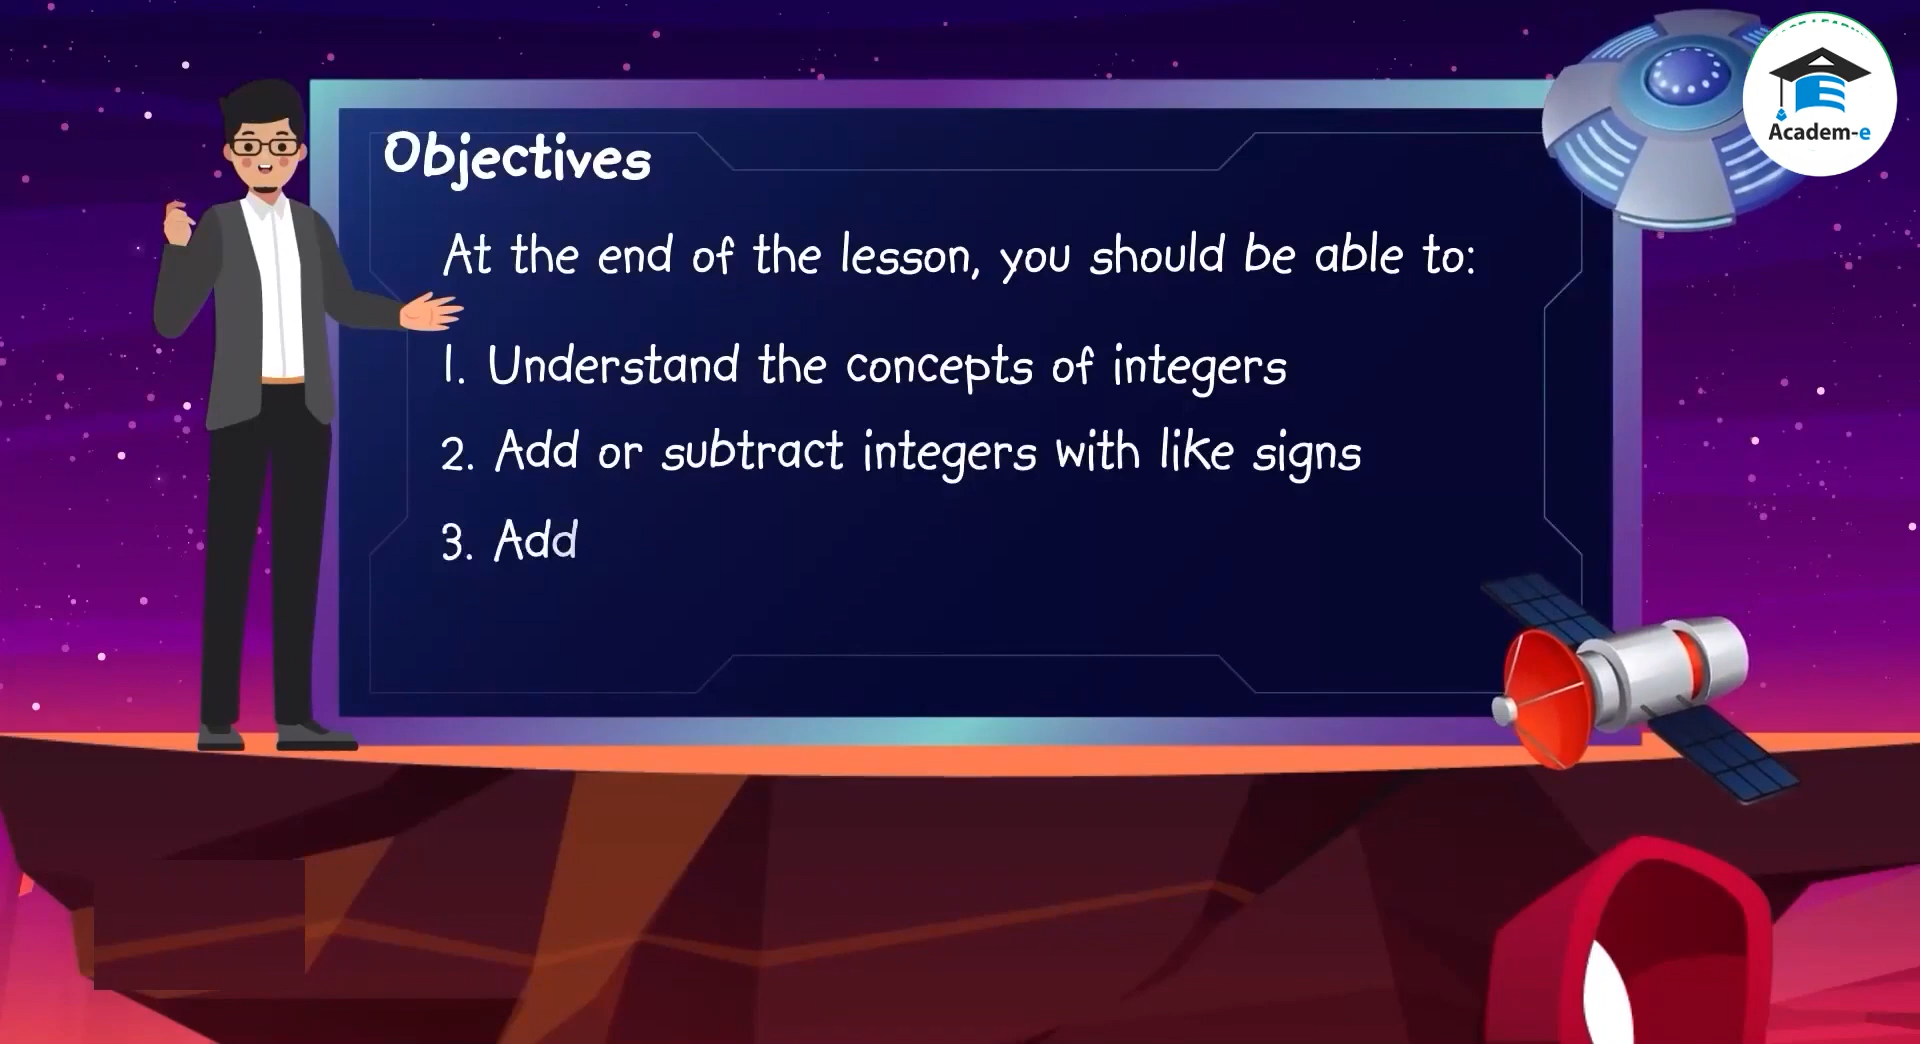 Objectives
At the end of the lesson, you should be able to:
1. Understand the concepts of integers
2. Add or subtract integers with like signs
3. Add
Academ-e